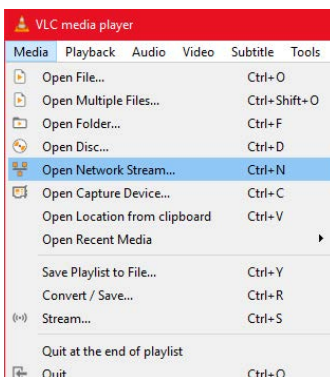 VLC media player
Media Playback Audio Video Subtitle Tools
Open File... Ctrl+O
Open Multiple Files... Ctrl+Shift+O
Open Folder... Ctrl+F
Open Disc... Ctrl+D
Open Network Stream... Ctrl+N
Open Capture Device... Ctrl+C
Open Location from clipboard Ctrl+V
Open Recent Media
Save Playlist to File... Ctrl+Y
Convert / Save... Ctrl+R
Stream... Ctrl+S
Quit at the end of playlist
Quit